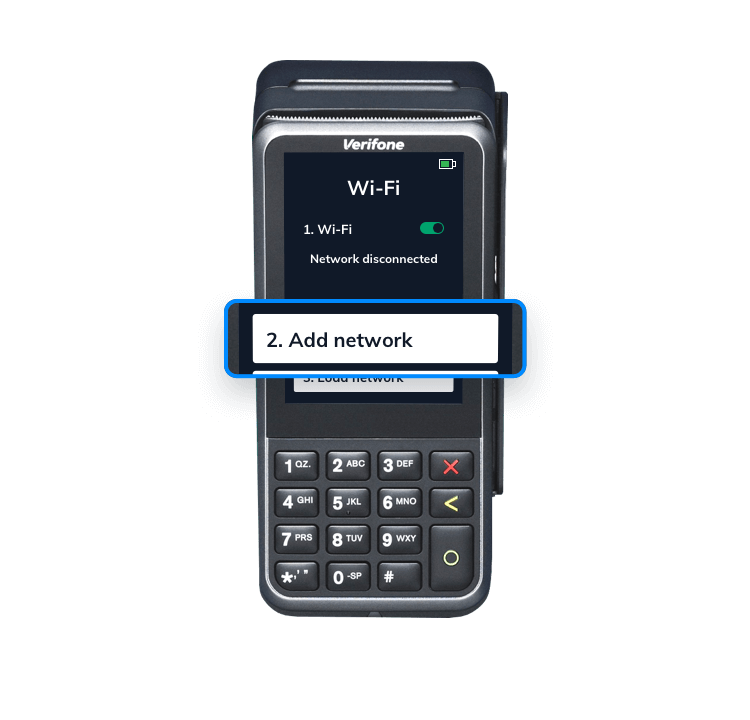 Verifone
Wi-Fi
1. Wi-Fi
Network disconnected
2. Add network
3. Load network
1 QZ. 2 ABC 3 DEF
4 GHI 5 JKL 6 MNO <
7 PRS 8 TUV 9 WXY
*,'" 0 -SP #